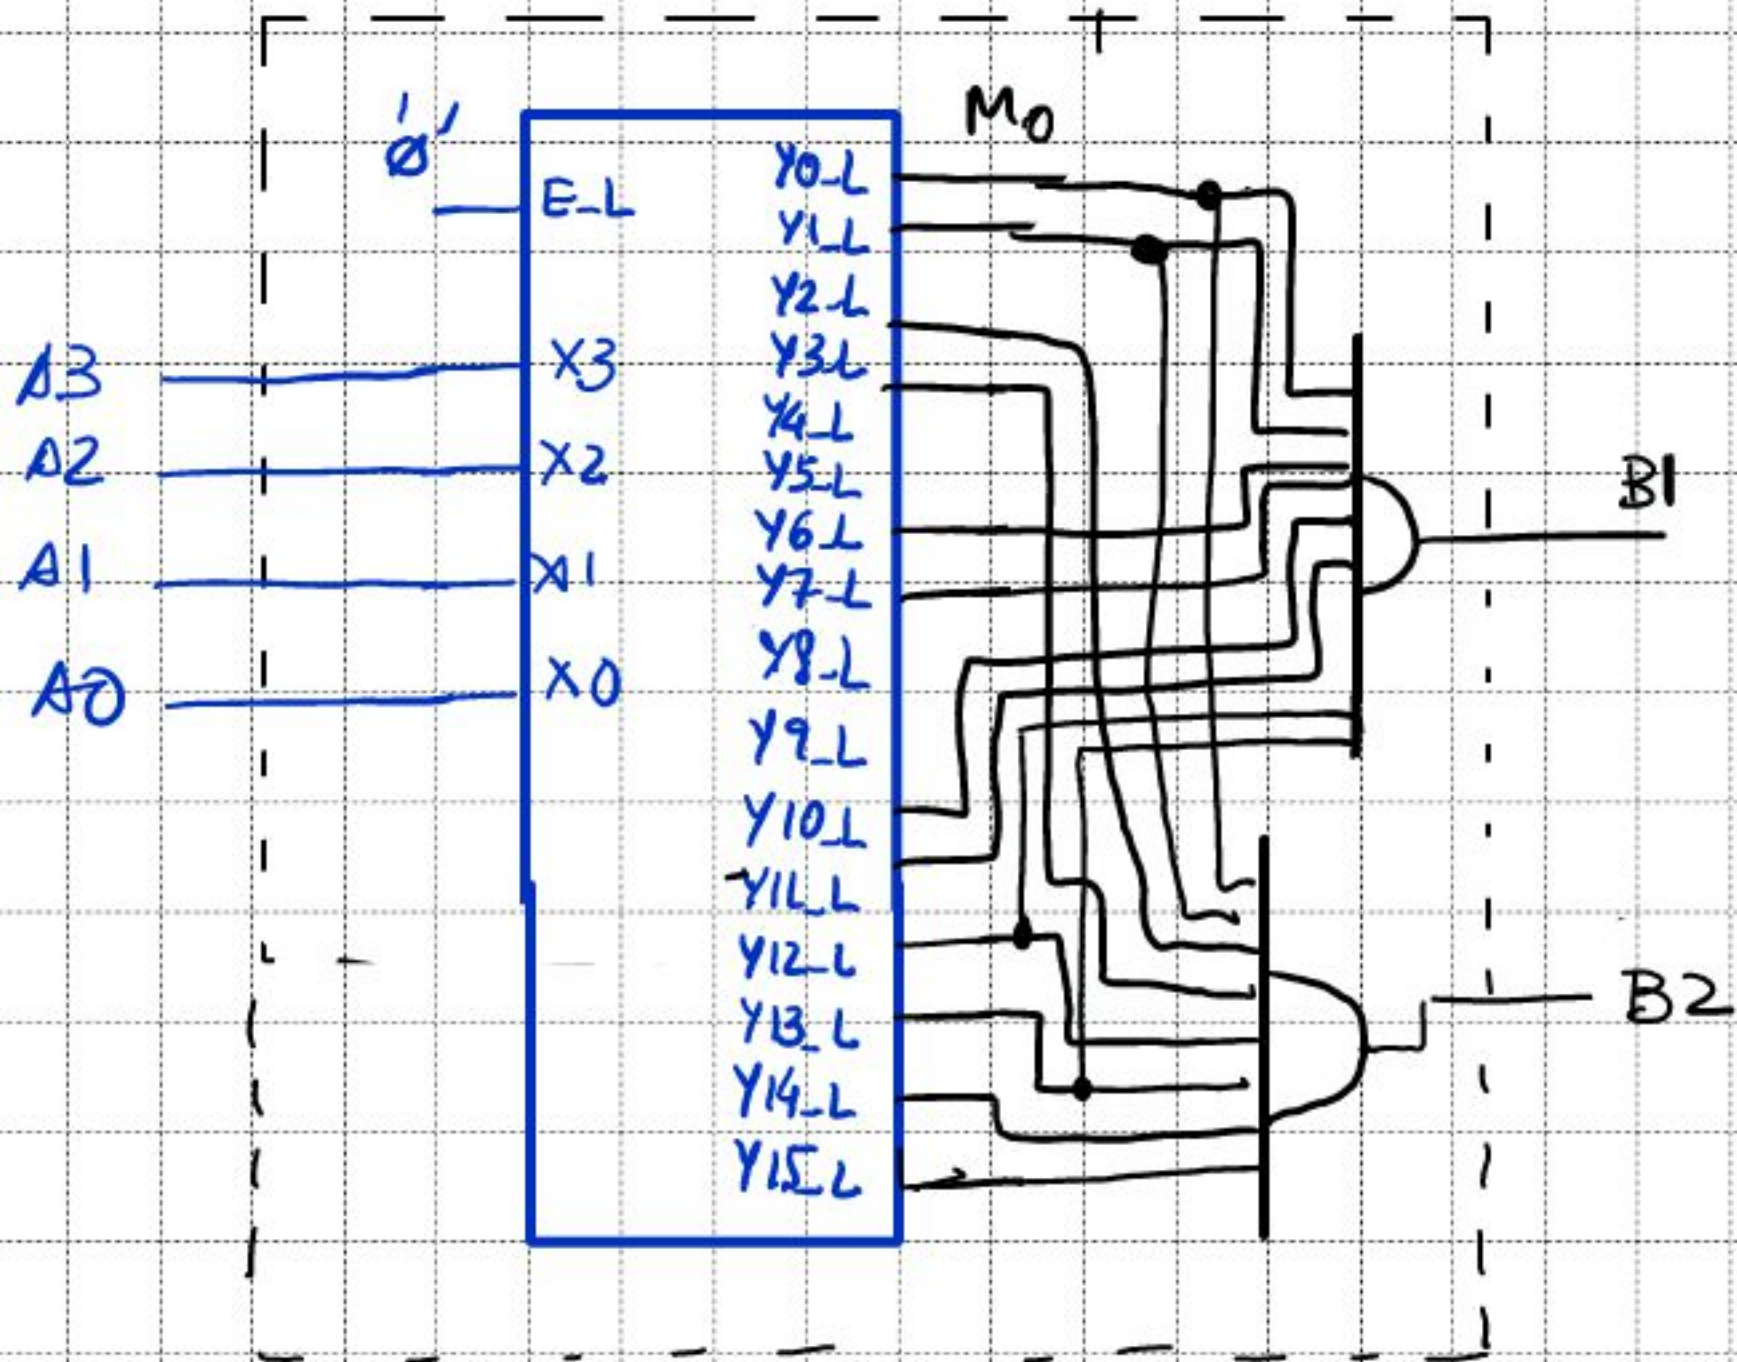 M0
'0'
E_L
A3
A2
A1
A0
X3
X2
X1
X0
Y0_L
Y1_L
Y2_L
Y3_L
Y4_L
Y5_L
Y6_L
Y7_L
Y8_L
Y9_L
Y10_L
Y11_L
Y12_L
Y13_L
Y14_L
Y15_L
B1
B2